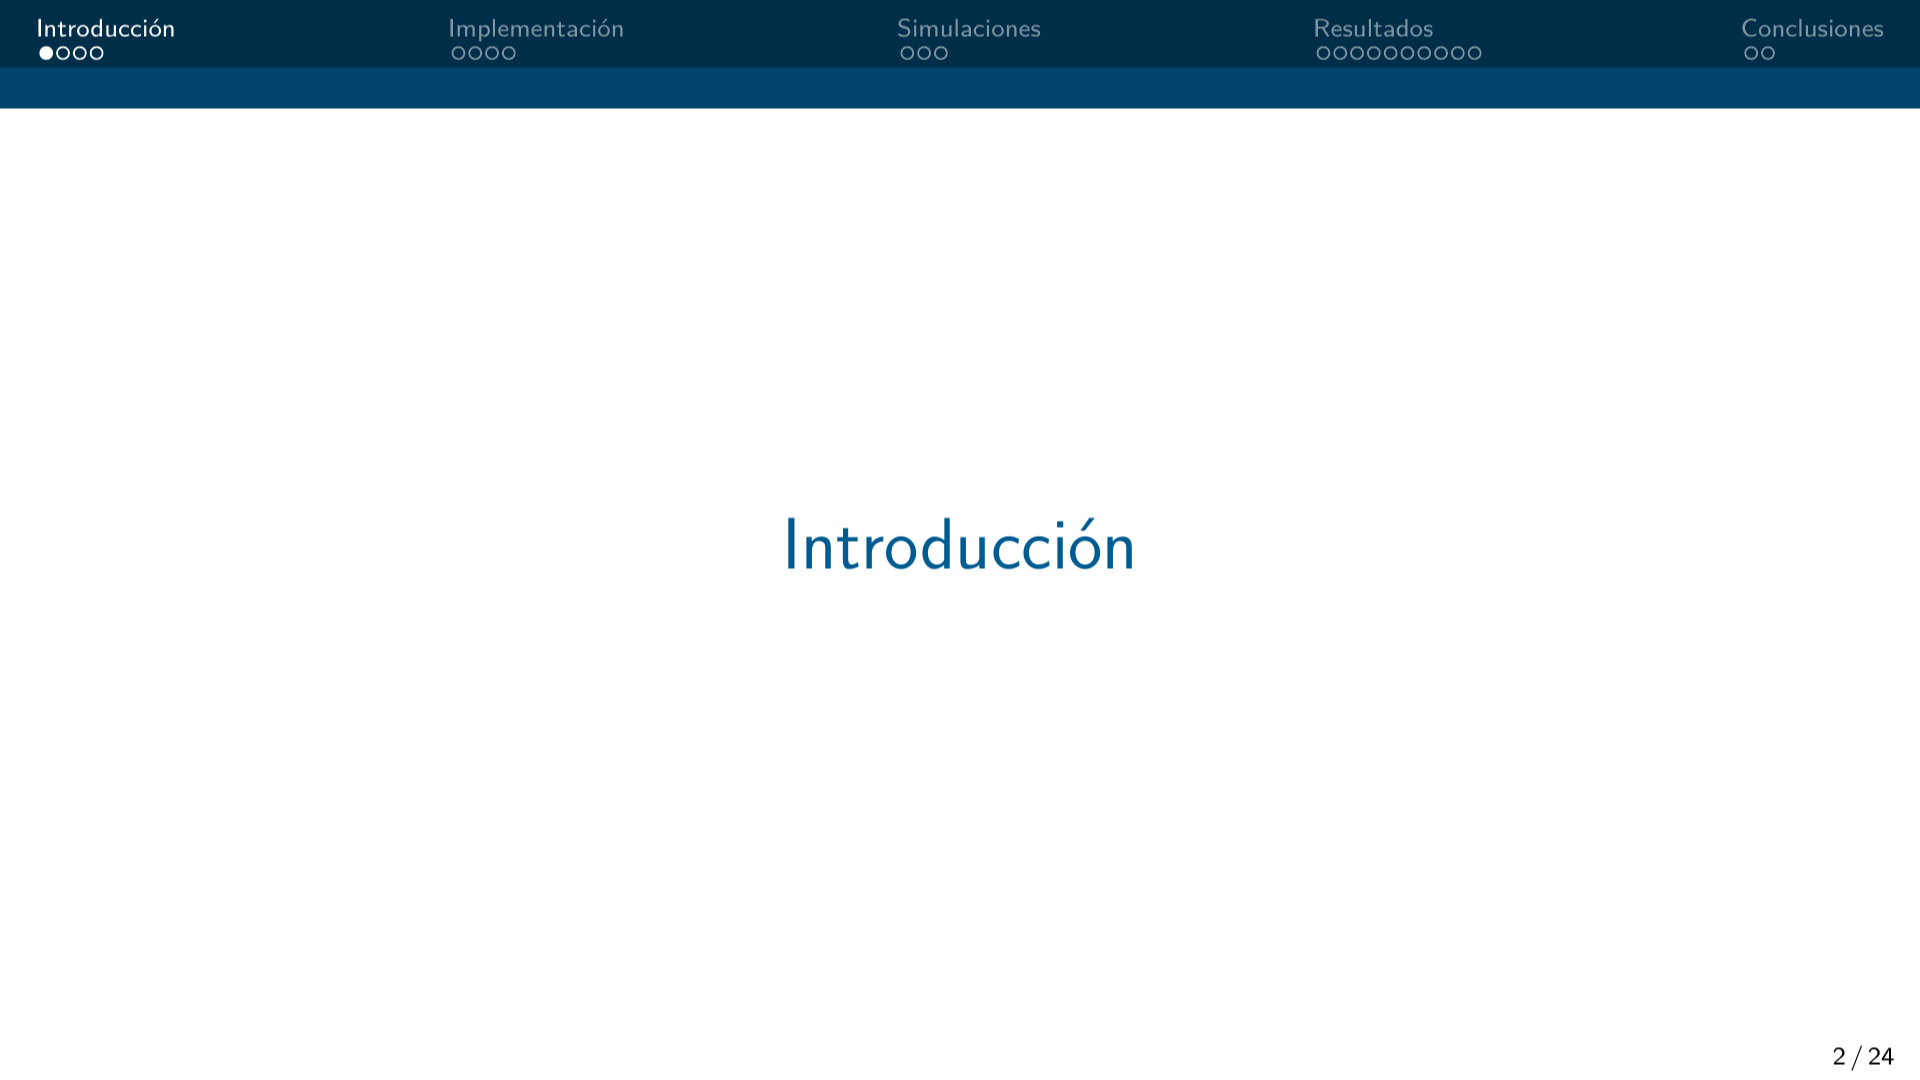 Introducción
Implementación
Simulaciones
Resultados
Conclusiones
Introducción
2 / 24